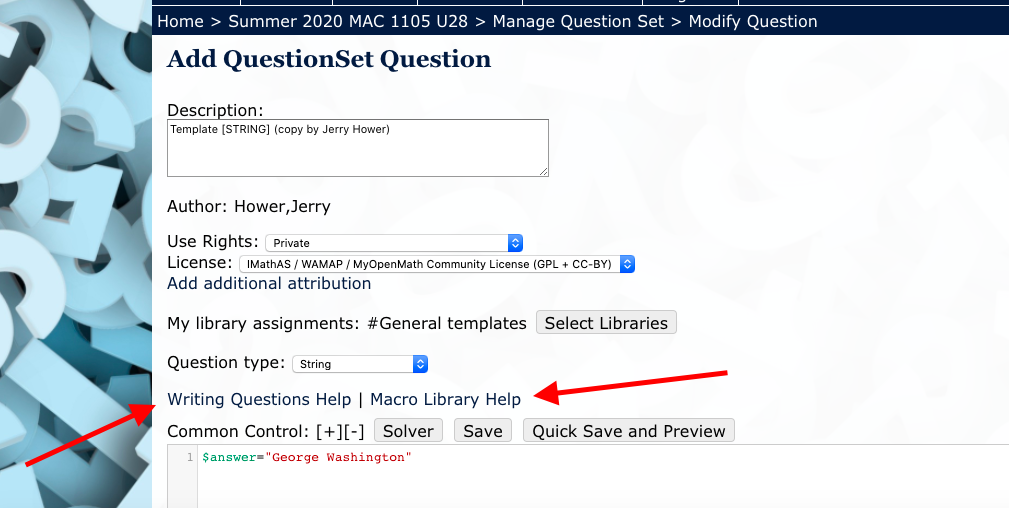 Home > Summer 2020 MAC 1105 U28 > Manage Question Set > Modify Question
Add QuestionSet Question
Description:
Template [STRING] (copy by Jerry Hower)
Author: Hower,Jerry
Use Rights: Private
License: IMathAS / WAMAP / MyOpenMath Community License (GPL + CC-BY)
Add additional attribution
My library assignments: #General templates Select Libraries
Question type: String
Writing Questions Help | Macro Library Help
Common Control: [+][-] Solver Save Quick Save and Preview
1 $answer="George Washington"